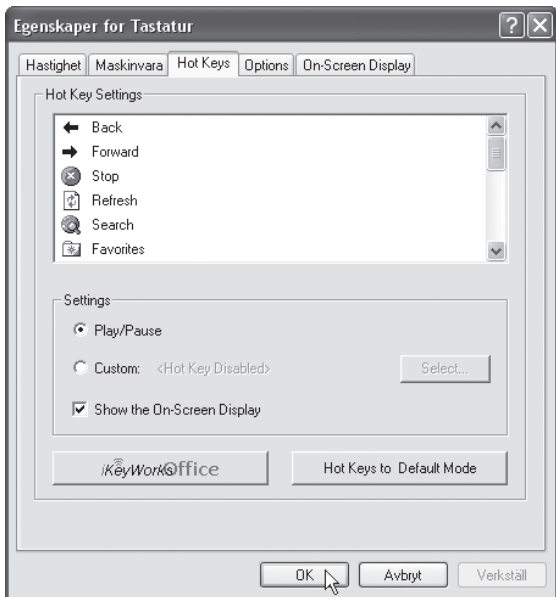 Egenskaper for Tastatur
Hastighet Maskinvara Hot Keys Options On-Screen Display
Hot Key Settings
Back
Forward
Stop
Refresh
Search
Favorites
Settings
Play/Pause
Custom: <Hot Key Disabled> Select...
Show the On-Screen Display
iKeyWorksOffice Hot Keys to Default Mode
OK Avbryt Verkställ